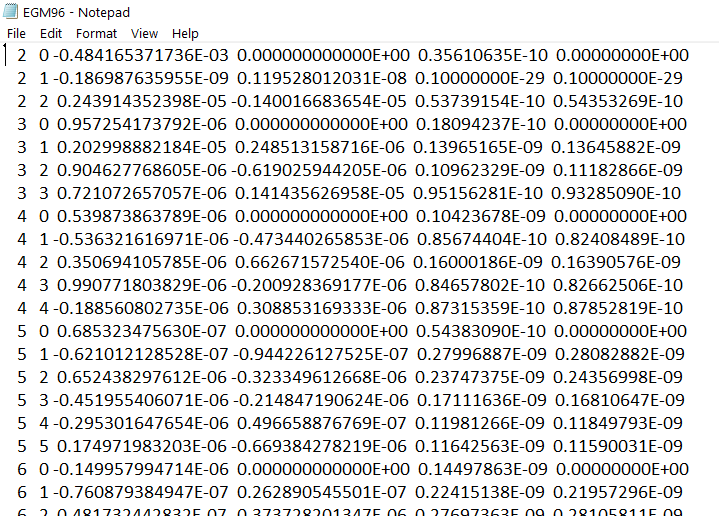 EGM96 - Notepad
File Edit Format View Help
2 0 -0.484165371736E-03 0.000000000000E+00 0.35610635E-10 0.00000000E+00
2 1 -0.186987635955E-09 0.119528012031E-08 0.10000000E-29 0.10000000E-29
2 2 0.243914352398E-05 -0.140016683654E-05 0.53739154E-10 0.54353269E-10
3 0 0.957254173792E-06 0.000000000000E+00 0.18094237E-10 0.00000000E+00
3 1 0.202998882184E-05 0.248513158716E-06 0.13965165E-09 0.13645882E-09
3 2 0.904627768605E-06 -0.619025944205E-06 0.10962329E-09 0.11182866E-09
3 3 0.721072657057E-06 0.141435626958E-05 0.95156281E-10 0.93285090E-10
4 0 0.539873863789E-06 0.000000000000E+00 0.10423678E-09 0.00000000E+00
4 1 -0.536321616971E-06 -0.473440265853E-06 0.85674404E-10 0.82408489E-10
4 2 0.350694105785E-06 0.662671572540E-06 0.16000186E-09 0.16390576E-09
4 3 0.990771803829E-06 -0.200928369177E-06 0.84657802E-10 0.82662506E-10
4 4 -0.188560802735E-06 0.308853169333E-06 0.87315359E-10 0.87852819E-10
5 0 0.685323475630E-07 0.000000000000E+00 0.54383090E-10 0.00000000E+00
5 1 -0.621012128528E-07 -0.944226127525E-07 0.27996887E-09 0.28082882E-09
5 2 0.652438297612E-06 -0.323349612668E-06 0.23747375E-09 0.24356998E-09
5 3 -0.451955406071E-06 -0.214847190624E-06 0.17111636E-09 0.16810647E-09
5 4 -0.295301647654E-06 0.496658876769E-07 0.11981266E-09 0.11849793E-09
5 5 0.174971983203E-06 -0.669384278219E-06 0.11642563E-09 0.11590031E-09
6 0 -0.149957994714E-06 0.000000000000E+00 0.14497863E-09 0.00000000E+00
6 1 -0.760879384947E-07 0.262890545501E-07 0.22415138E-09 0.21957296E-09
6 2 0.481732442832E-07 -0.373728201347E-06 0.27697363E-09 0.28105811E-09